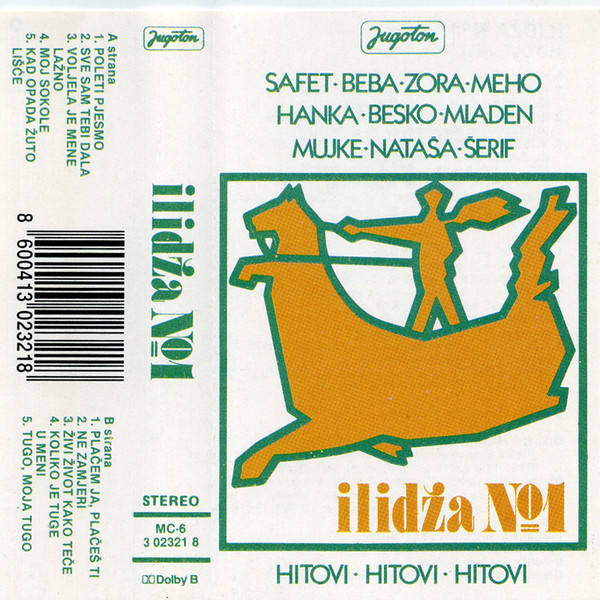 A strana
1. POLETI PJESMO
2. SVE SAM TEBI DALA
3. VOLJELA JE MENE
LAŽNO
4. MOJ SOKOLE
5. KAD OPADA ŽUTO
LIŠĆE
8 600413 023218
B strana
1. PLAČEM JA, PLAČEŠ TI
2. NE ZAMJERI
3. ŽIVI ŽIVOT KAKO TEČE
4. KOLIKO JE TUGE
U MENI
5. TUGO, MOJA TUGO
Jugoton
ilidža №1
STEREO
MC-6
3 02321 8
Dolby B
Jugoton
SAFET · BEBA · ZORA · MEHO
HANKA · BESKO · MLADEN
MUJKE · NATAŠA · ŠERIF
ilidža №1
HITOVI · HITOVI · HITOVI